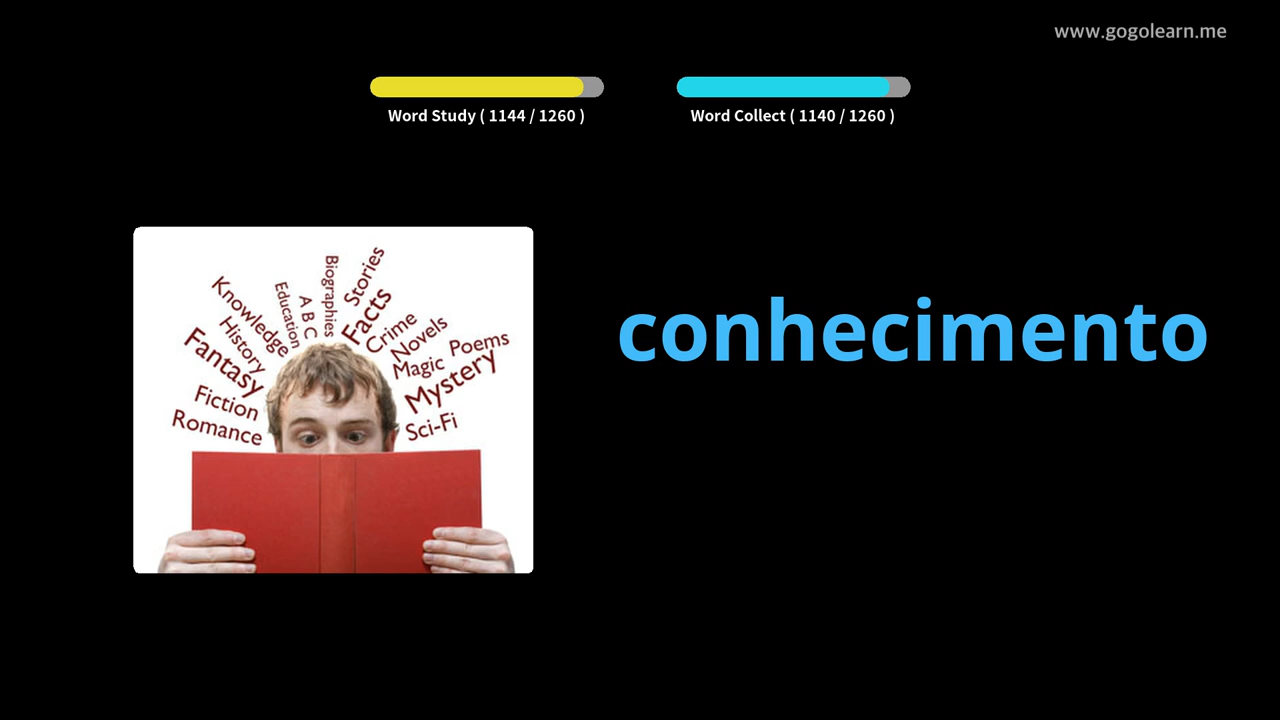 www.gogolearn.me
Word Study ( 1144 / 1260 )
Word Collect ( 1140 / 1260 )
conhecimento
Biographies
Stories
Education
A B C
Facts
Knowledge
History
Crime
Novels
Fantasy
Magic
Poems
Mystery
Fiction
Romance
Sci-Fi